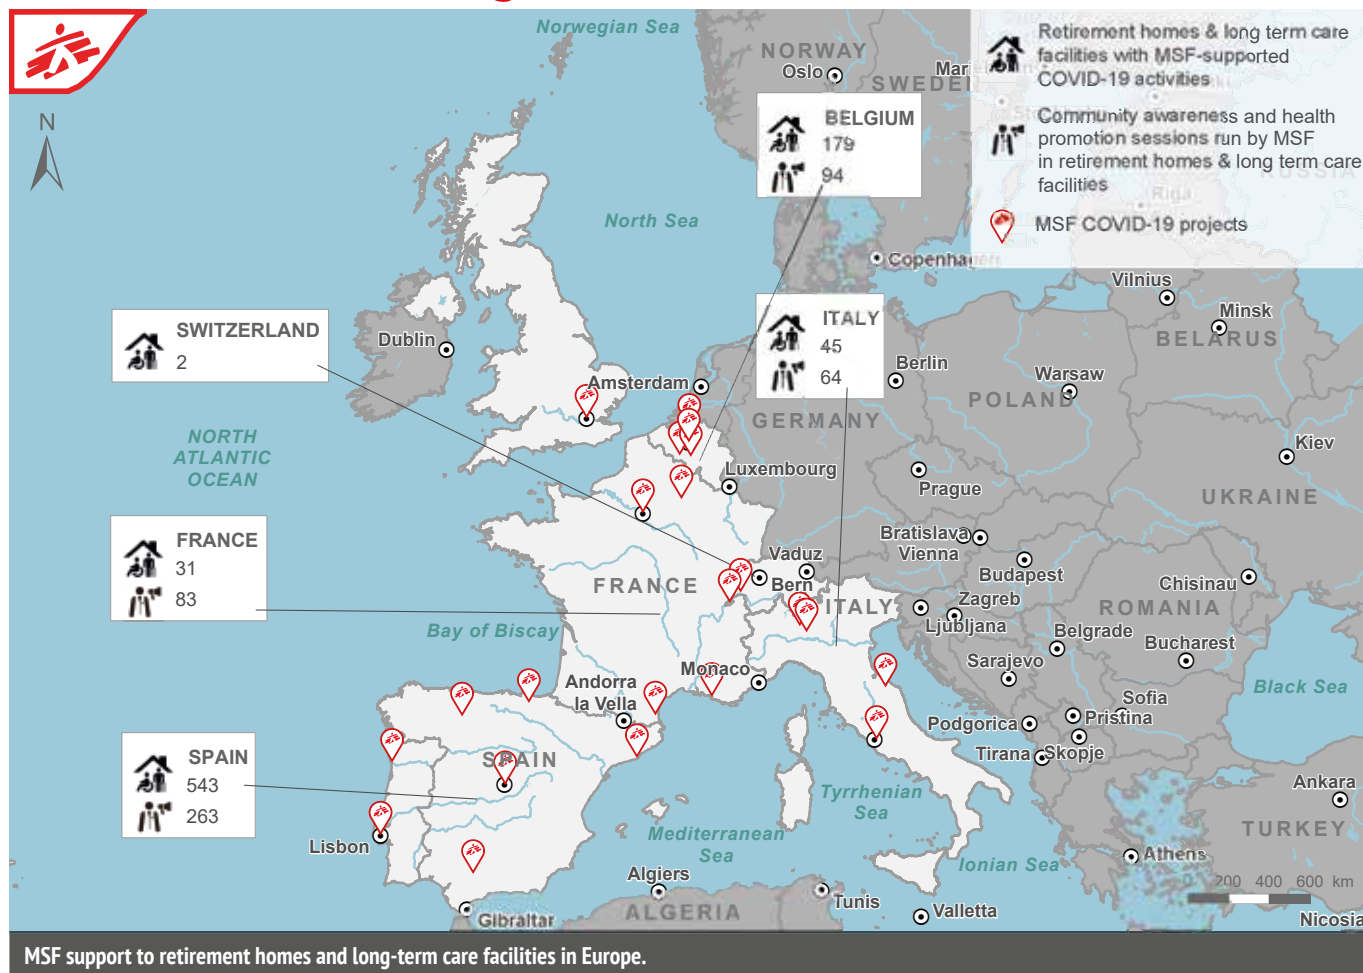 Norwegian Sea
NORWAY
Oslo
SWEDEN
Retirement homes & long term care
facilities with MSF-supported
COVID-19 activities
Community awareness and health
promotion sessions run by MSF
in retirement homes & long term care
facilities
MSF COVID-19 projects
RUSSIA
Riga
N
BELGIUM
179
94
North Sea
Copenhagen
Vilnius
Minsk
BELARUS
SWITZERLAND
2
Dublin
ITALY
45
64
Amsterdam
Berlin
Warsaw
POLAND
GERMANY
NORTH
ATLANTIC
OCEAN
Kiev
Luxembourg
Prague
UKRAINE
FRANCE
31
83
Bratislava
Vienna
Vaduz
Bern
Budapest
Chisinau
FRANCE
ITALY
Zagreb
Ljubljana
ROMANIA
Bay of Biscay
Belgrade
Bucharest
Sarajevo
Monaco
Andorra
la Vella
Black Sea
Sofia
Podgorica
Pristina
Tirana
Skopje
SPAIN
543
263
SPAIN
Ankara
Tyrrhenian
Sea
TURKEY
Lisbon
Mediterranean
Sea
Ionian Sea
Athens
Algiers
0 200 400 600 km
Gibraltar
ALGERIA
Tunis
Valletta
Nicosia
MSF support to retirement homes and long-term care facilities in Europe.